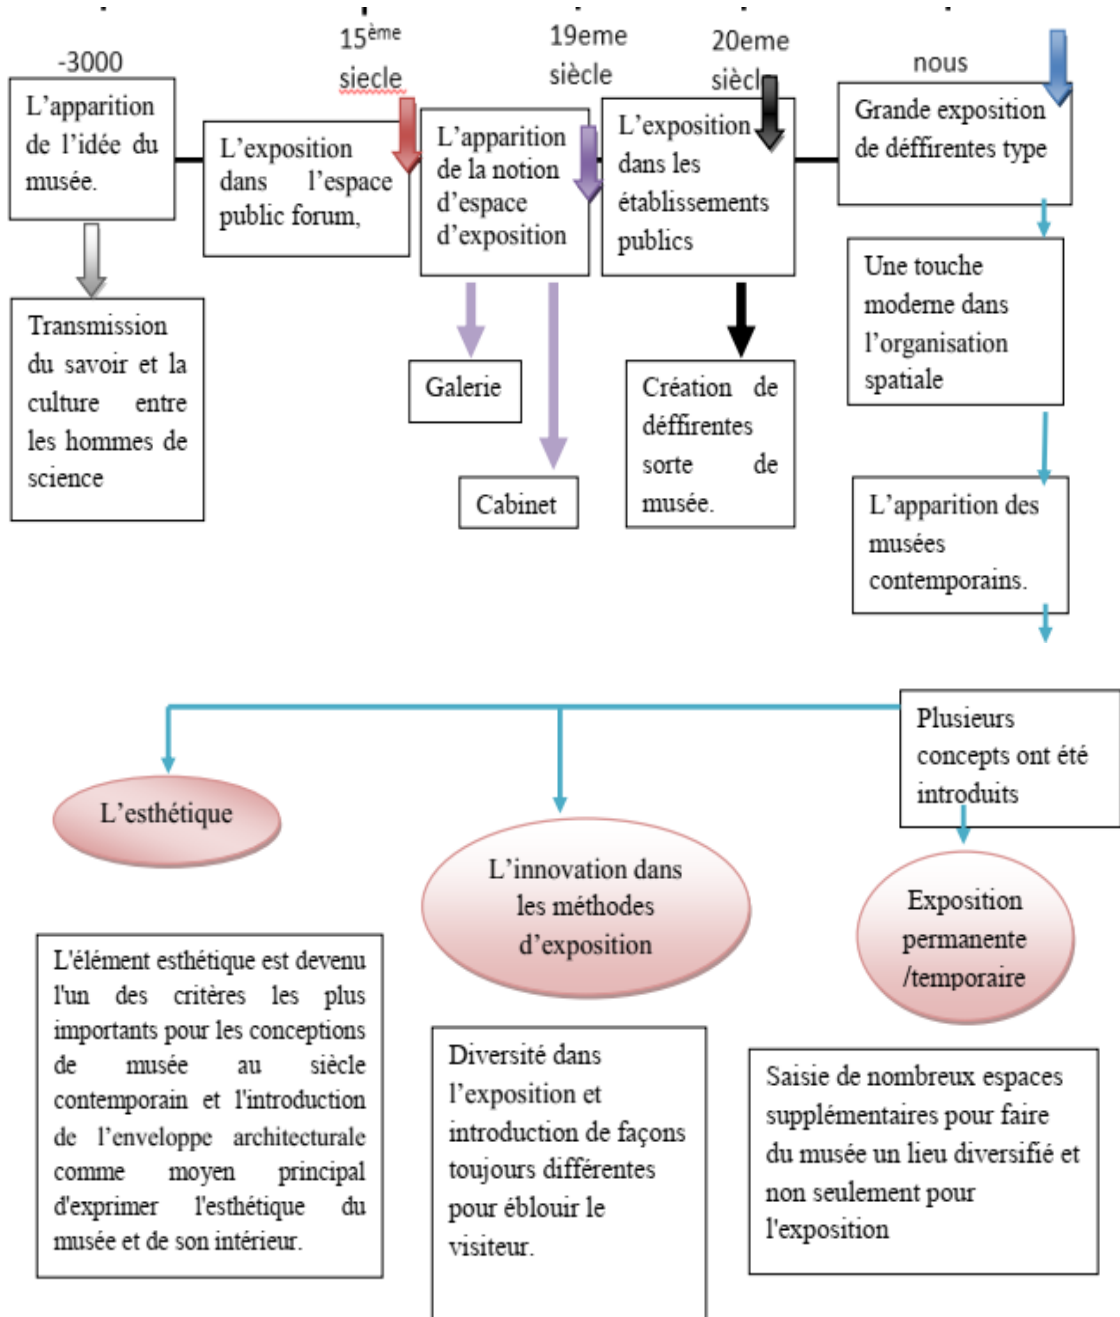 -3000
15ème
siecle
19eme
siècle
20eme
siècle
nous
L’apparition
de l’idée du
musée.
L’exposition
dans l’espace
public forum,
L’apparition
de la notion
d’espace
d’exposition
L’exposition
dans les
établissements
publics
Grande exposition
de déffirentes type
Transmission
du savoir et la
culture entre
les hommes de
science
Galerie
Cabinet
Création de
déffirentes
sorte de
musée.
Une touche
moderne dans
l’organisation
spatiale
L’apparition des
musées
contemporains.
Plusieurs
concepts ont été
introduits
L’esthétique
L’innovation dans
les méthodes
d’exposition
Exposition
permanente
/temporaire
L'élément esthétique est devenu
l'un des critères les plus
importants pour les conceptions
de musée au siècle
contemporain et l'introduction
de l’enveloppe architecturale
comme moyen principal
d'exprimer l'esthétique du
musée et de son intérieur.
Diversité dans
l’exposition et
introduction de façons
toujours différentes
pour éblouir le
visiteur.
Saisie de nombreux espaces
supplémentaires pour faire
du musée un lieu diversifié et
non seulement pour
l'exposition